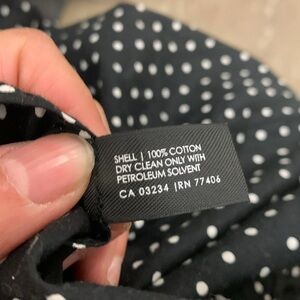 SHELL | 100% COTTON
DRY CLEAN ONLY WITH
PETROLEUM SOLVENT
CA 03234 | RN 77406